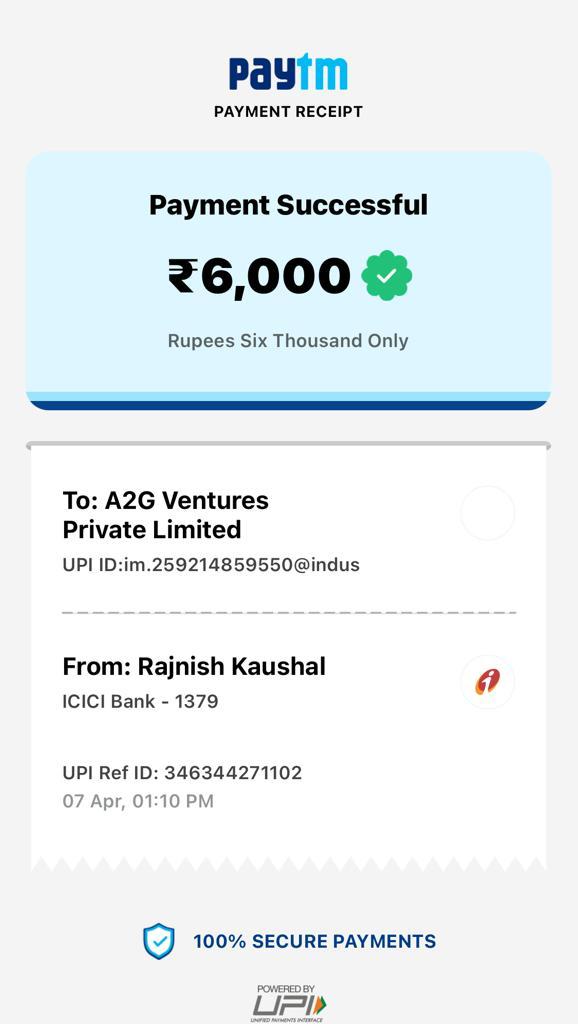 paytm
PAYMENT RECEIPT
Payment Successful
₹6,000
Rupees Six Thousand Only
To: A2G Ventures
Private Limited
UPI ID:im.259214859550@indus
From: Rajnish Kaushal
ICICI Bank - 1379
UPI Ref ID: 346344271102
07 Apr, 01:10 PM
100% SECURE PAYMENTS
POWERED BY
UPI
UNIFIED PAYMENTS INTERFACE